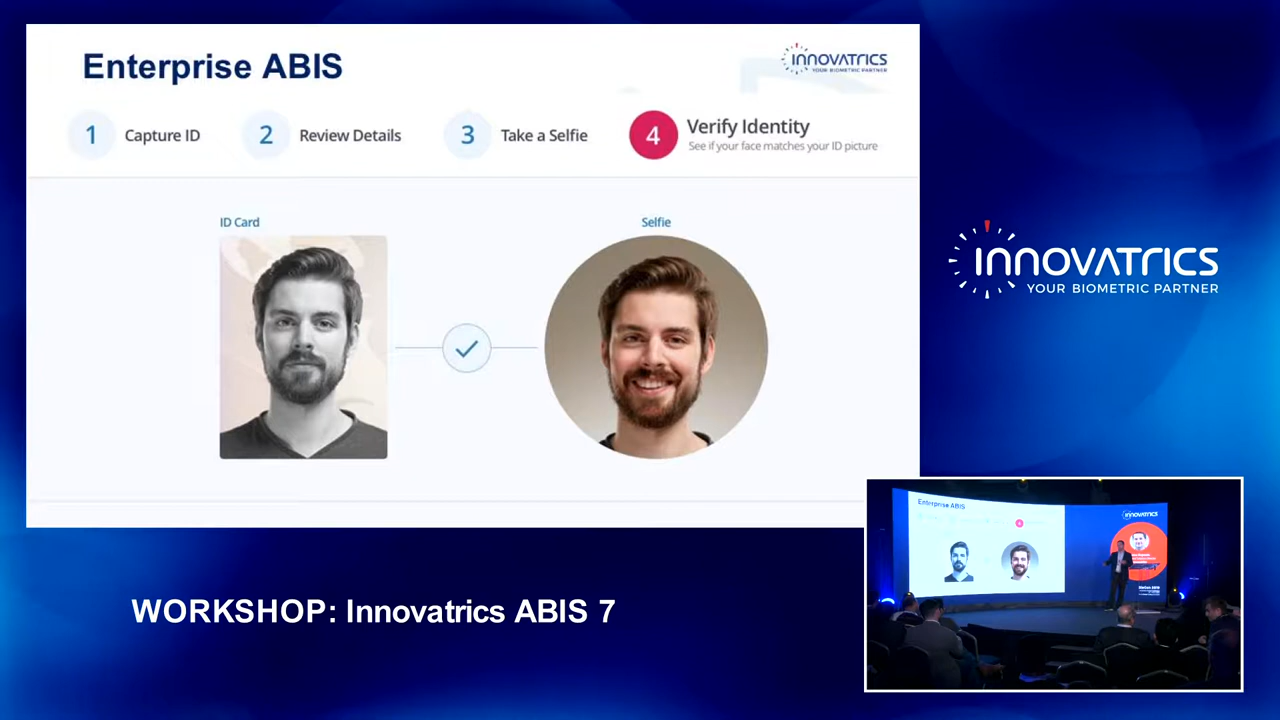 Enterprise ABIS
INNOVATRICS
YOUR BIOMETRIC PARTNER
1 Capture ID
2 Review Details
3 Take a Selfie
4 Verify Identity
See if your face matches your ID picture
ID Card
Selfie
INNOVATRICS
YOUR BIOMETRIC PARTNER
WORKSHOP: Innovatrics ABIS 7
Enterprise ABIS
4
INNOVATRICS